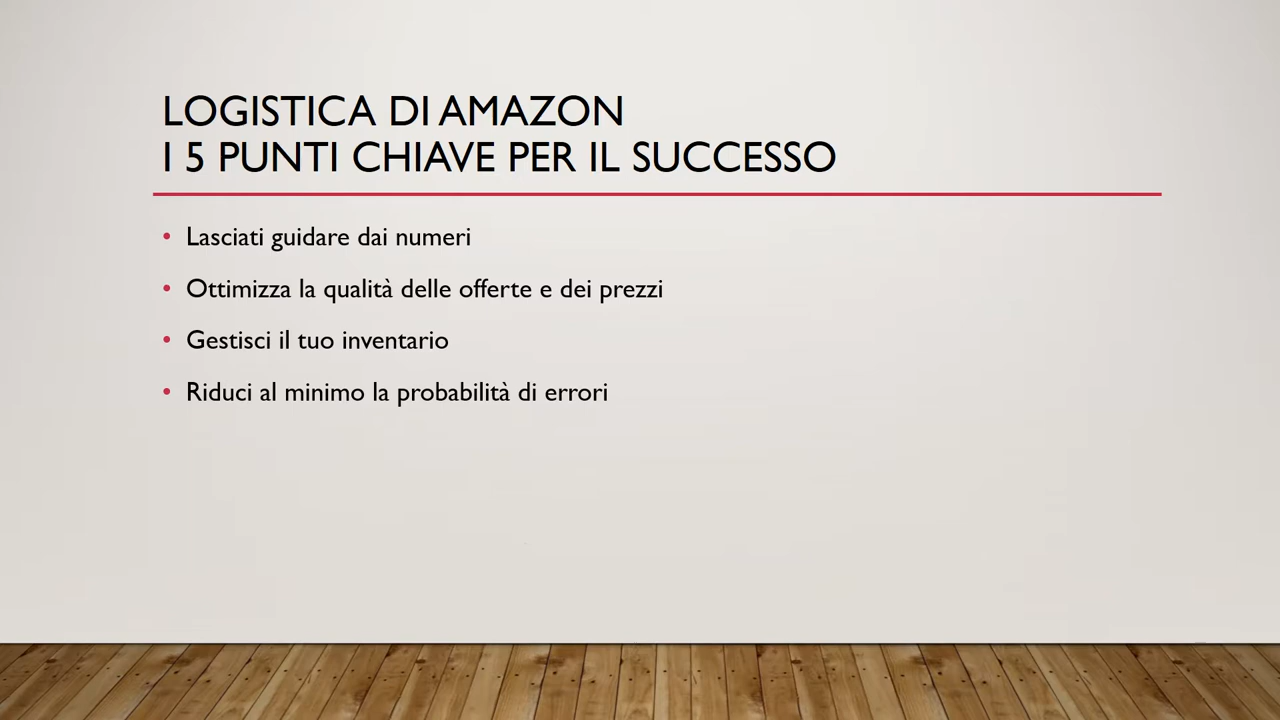 LOGISTICA DI AMAZON
I 5 PUNTI CHIAVE PER IL SUCCESSO
• Lasciati guidare dai numeri
• Ottimizza la qualità delle offerte e dei prezzi
• Gestisci il tuo inventario
• Riduci al minimo la probabilità di errori